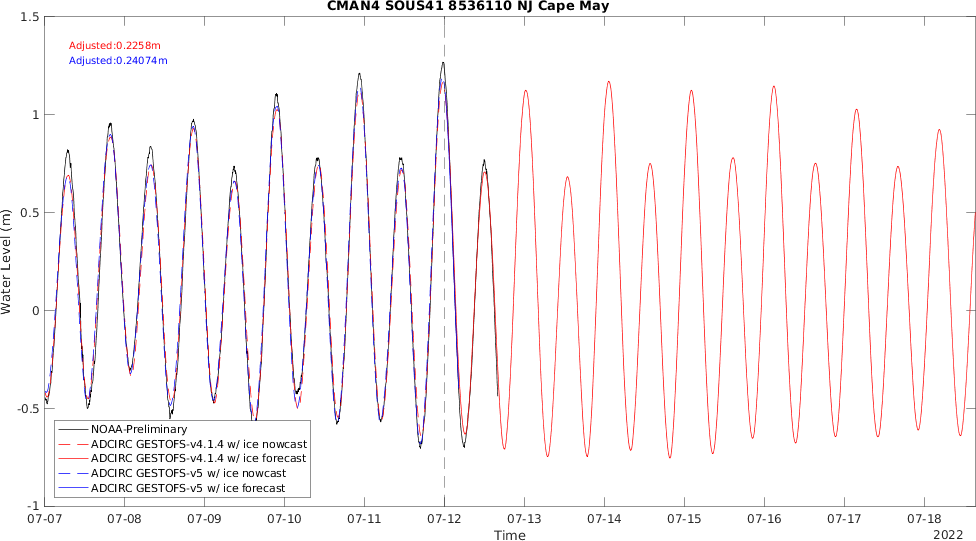 CMAN4 SOUS41 8536110 NJ Cape May
Adjusted:0.2258m
Adjusted:0.24074m
Water Level (m)
1.5
1
0.5
0
-0.5
-1
NOAA-Preliminary
ADCIRC GESTOFS-v4.1.4 w/ ice nowcast
ADCIRC GESTOFS-v4.1.4 w/ ice forecast
ADCIRC GESTOFS-v5 w/ ice nowcast
ADCIRC GESTOFS-v5 w/ ice forecast
07-07 07-08 07-09 07-10 07-11 07-12 07-13 07-14 07-15 07-16 07-17 07-18
Time
2022